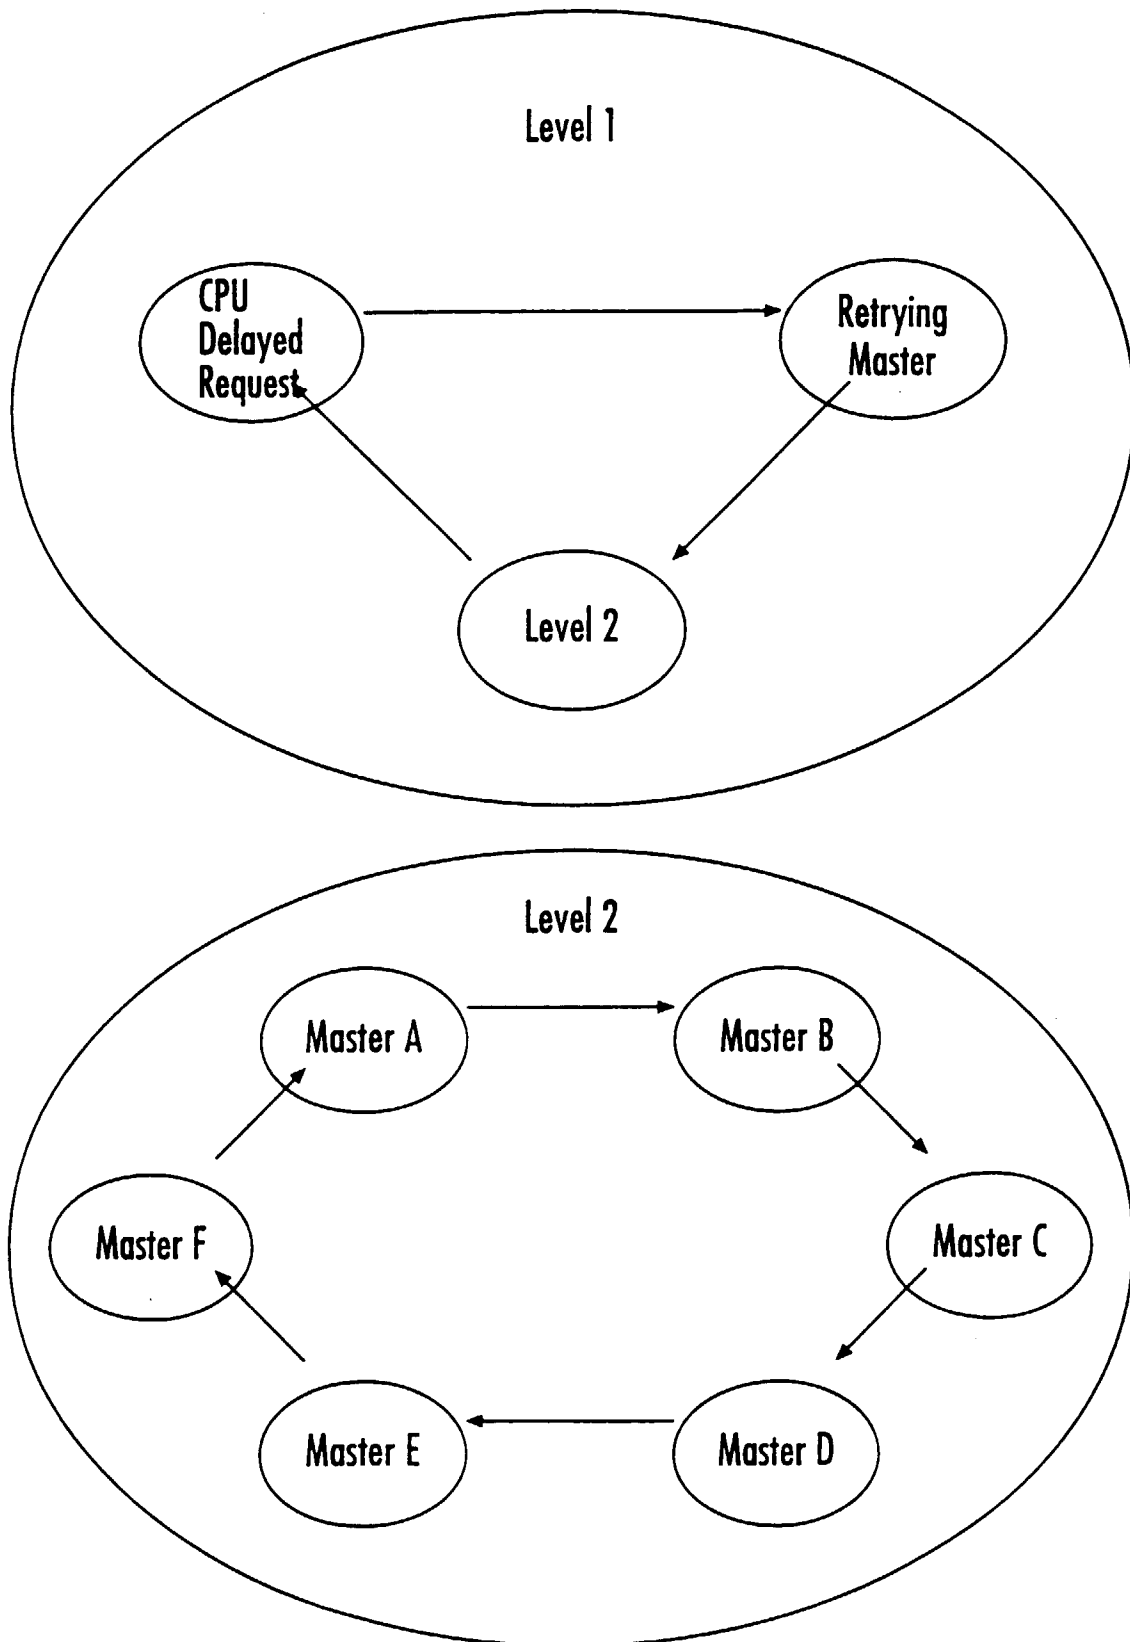 Level 1
CPU
Delayed
Request
Retrying
Master
Level 2
Level 2
Master A
Master B
Master F
Master C
Master E
Master D